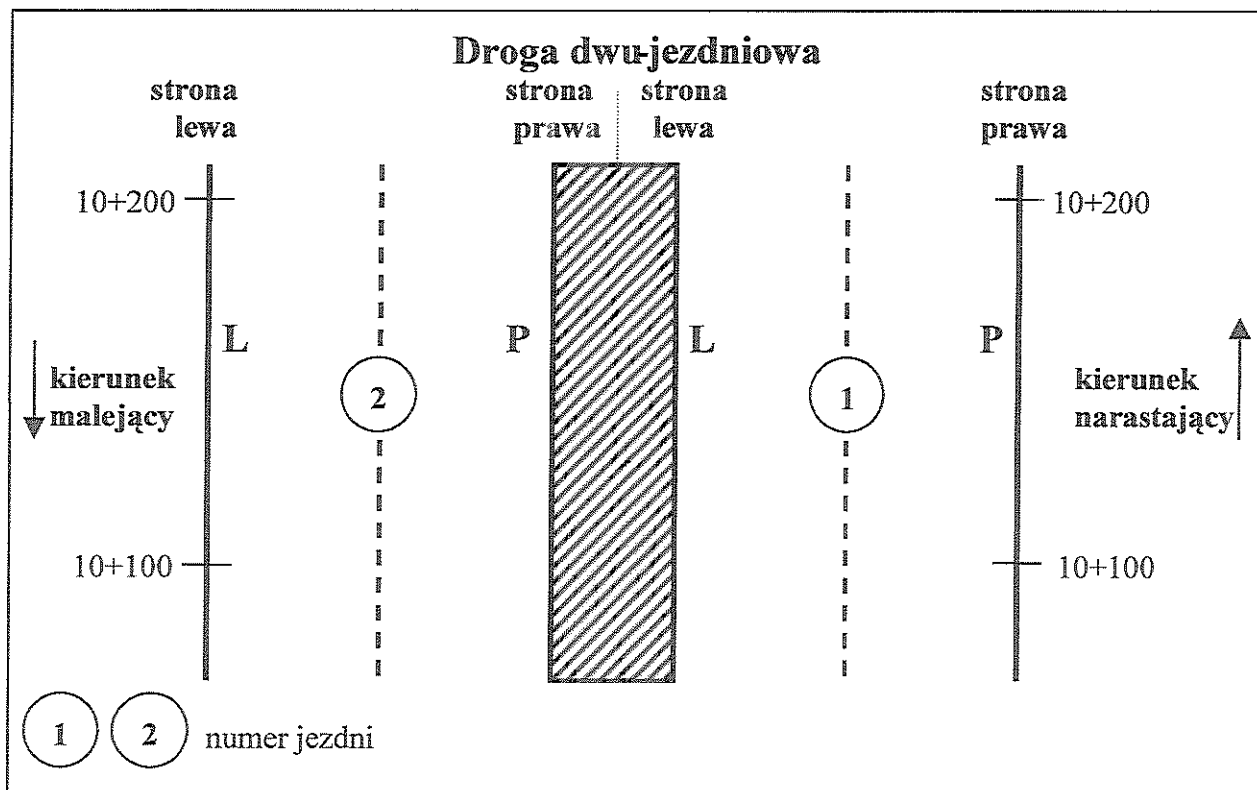 Droga dwu-jezdniowa
strona lewa
strona prawa
strona lewa
strona prawa
10+200
10+200
L
P
L
P
kierunek malejący
2
1
kierunek narastający
10+100
10+100
1 2 numer jezdni